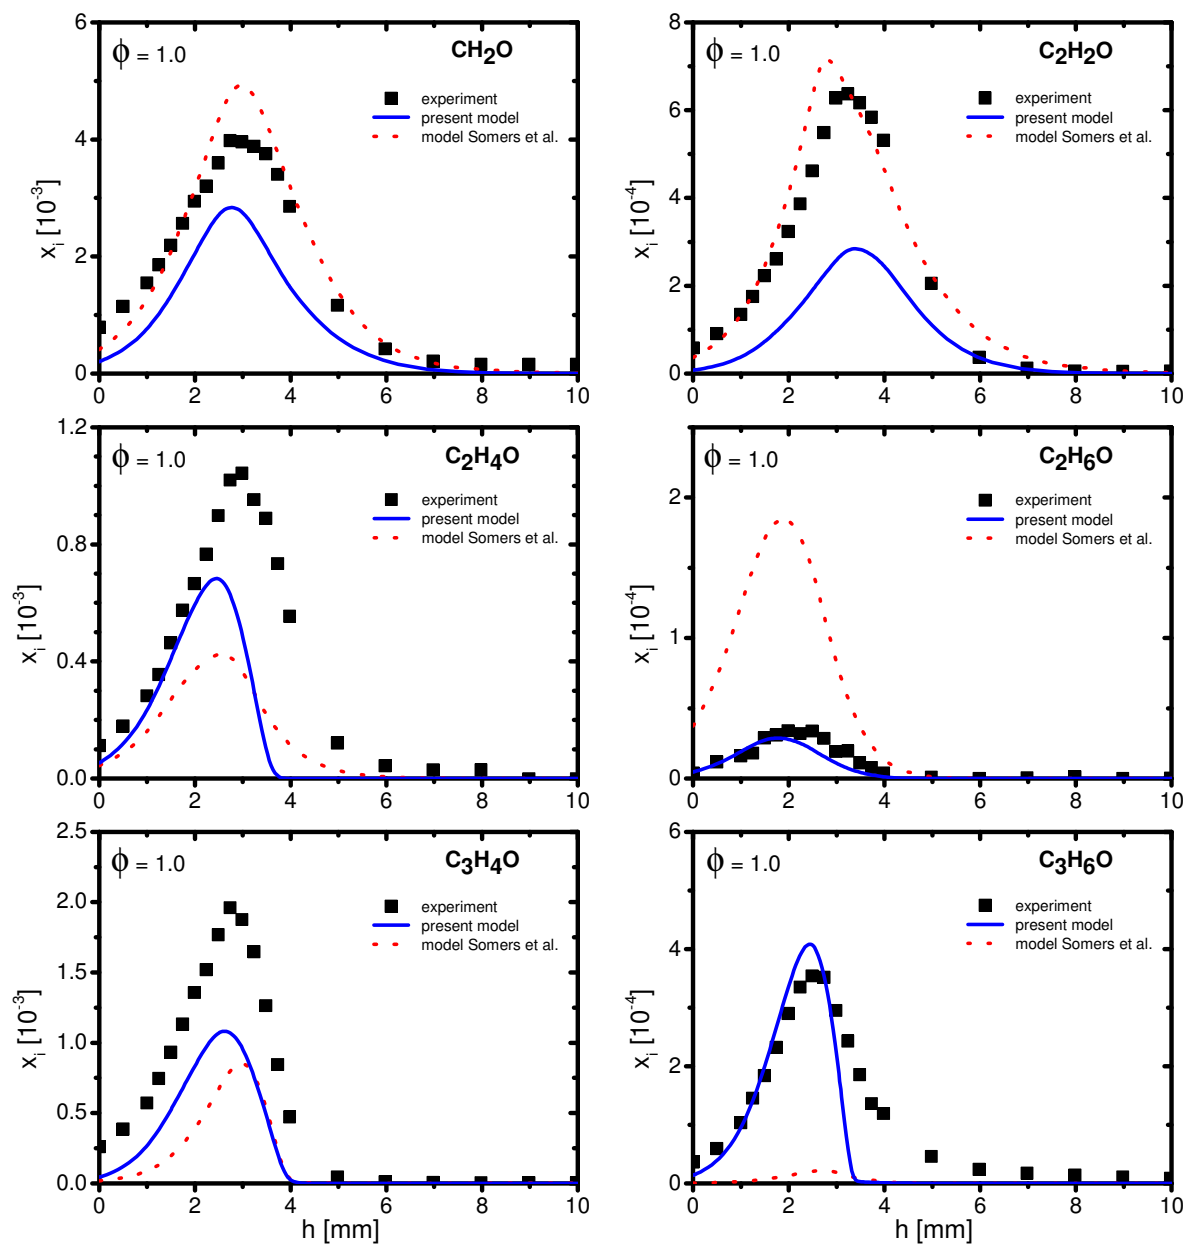 ϕ = 1.0
CH₂O
experiment
present model
model Somers et al.
xᵢ [10⁻³]
6
4
2
0
0 2 4 6 8 10
ϕ = 1.0
C₂H₂O
experiment
present model
model Somers et al.
xᵢ [10⁻⁴]
8
6
4
2
0
0 2 4 6 8 10
ϕ = 1.0
C₂H₄O
experiment
present model
model Somers et al.
xᵢ [10⁻³]
1.2
0.8
0.4
0.0
0 2 4 6 8 10
ϕ = 1.0
C₂H₆O
experiment
present model
model Somers et al.
xᵢ [10⁻⁴]
2
1
0
0 2 4 6 8 10
ϕ = 1.0
C₃H₄O
experiment
present model
model Somers et al.
xᵢ [10⁻³]
2.5
2.0
1.5
1.0
0.5
0.0
0 2 4 6 8 10
h [mm]
ϕ = 1.0
C₃H₆O
experiment
present model
model Somers et al.
xᵢ [10⁻⁴]
6
4
2
0
0 2 4 6 8 10
h [mm]